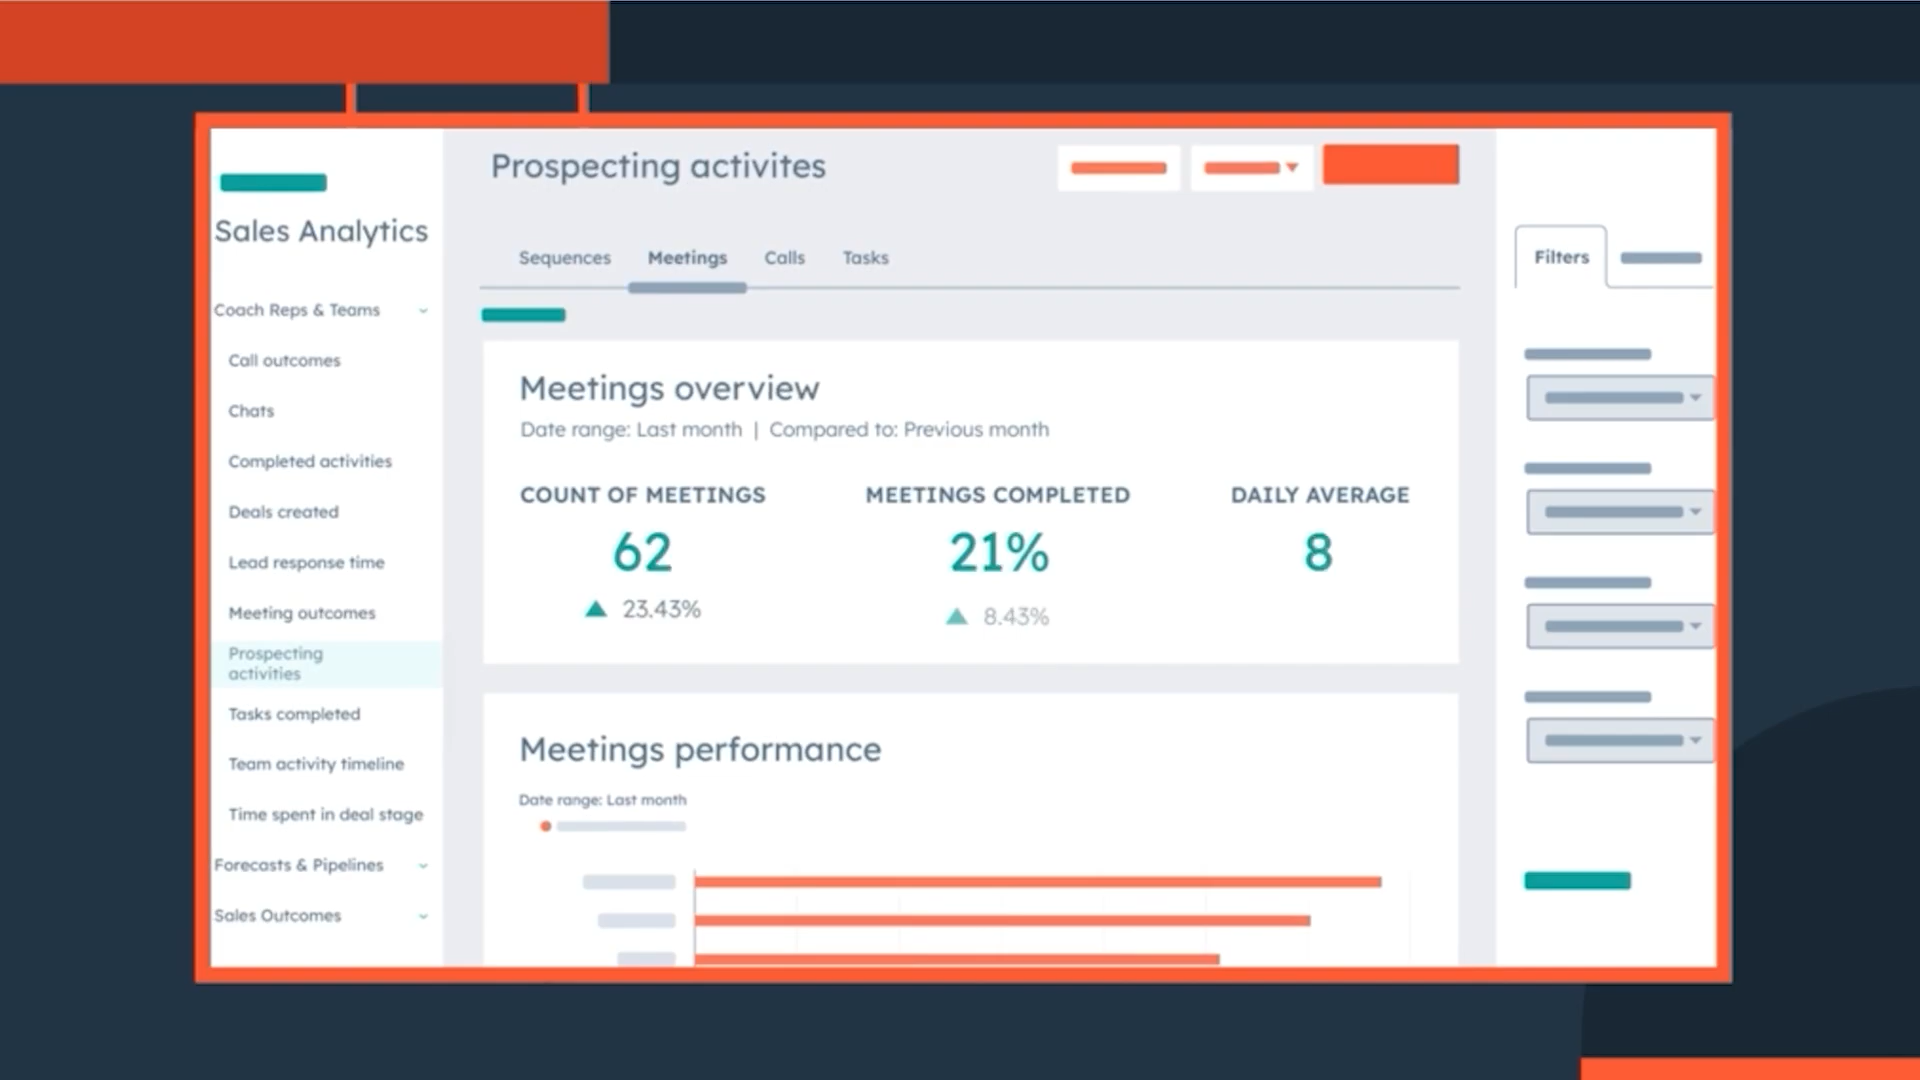 Prospecting activites
Sales Analytics
Sequences Meetings Calls Tasks
Filters
Coach Reps & Teams
Call outcomes
Chats
Completed activities
Deals created
Lead response time
Meeting outcomes
Prospecting
activities
Tasks completed
Team activity timeline
Time spent in deal stage
Forecasts & Pipelines
Sales Outcomes
Meetings overview
Date range: Last month | Compared to: Previous month
COUNT OF MEETINGS MEETINGS COMPLETED DAILY AVERAGE
62 21% 8
▲ 23.43% ▲ 8.43%
Meetings performance
Date range: Last month